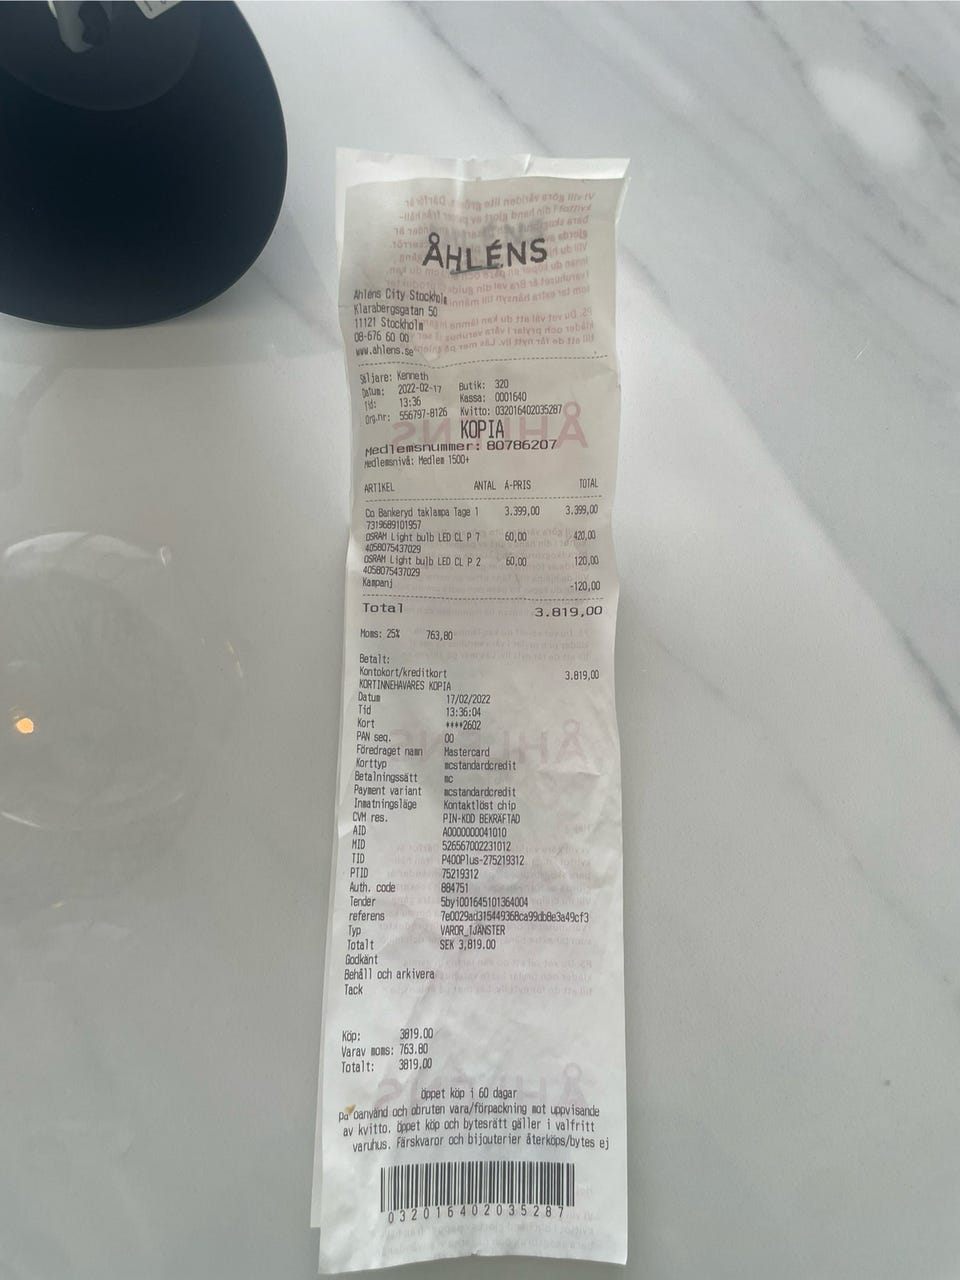 ÅHLÉNS
Åhléns City Stockholm
Klarabergsgatan 50
11121 Stockholm
08-676 60 00
www.ahlens.se
Säljare: Kenneth
Datum: 2022-02-17 Butik: 320
Tid: 13:36 Kassa: 0001640
Org.nr: 556797-8126 Kvitto: 032016402035287
KOPIA
Medlemsnummer: 80786207
Medlemsnivå: Medlem 1500+
ARTIKEL ANTAL Á-PRIS TOTAL
Co Bankeryd taklampa Tage 1 3.399,00 3.399,00
7319689101957
OSRAM Light bulb LED CL P 7 60,00 420,00
4058075437029
OSRAM Light bulb LED CL P 2 60,00 120,00
4058075437029
Kampanj -120,00
Total 3.819,00
Moms: 25% 763,80
Betalt:
Kontokort/kreditkort 3.819,00
KORTINNEHAVARES KOPIA
Datum 17/02/2022
Tid 13:36:04
Kort ****2602
PAN seq. 00
Föredraget namn Mastercard
Korttyp mcstandardcredit
Betalningssätt mc
Payment variant mcstandardcredit
Inmatningsläge Kontaktlöst chip
CVM res. PIN-KOD BEKRÄFTAD
AID A0000000041010
MID 526567002231012
TID P400Plus-275219312
PTID 75219312
Auth. code 884751
Tender 5byi001645101364004
referens 7e0029ad315449368ca99db8e3a49cf3
Typ VAROR_TJÄNSTER
Totalt SEK 3,819.00
Godkänt
Behåll och arkivera
Tack
Köp: 3819.00
Varav moms: 763.80
Totalt: 3819.00
Öppet köp i 60 dagar
på oanvänd och obruten vara/förpackning mot uppvisande
av kvitto. Öppet köp och bytesrätt gäller i valfritt
varuhus. Färskvaror och bijouterier återköps/bytes ej
032016402035287